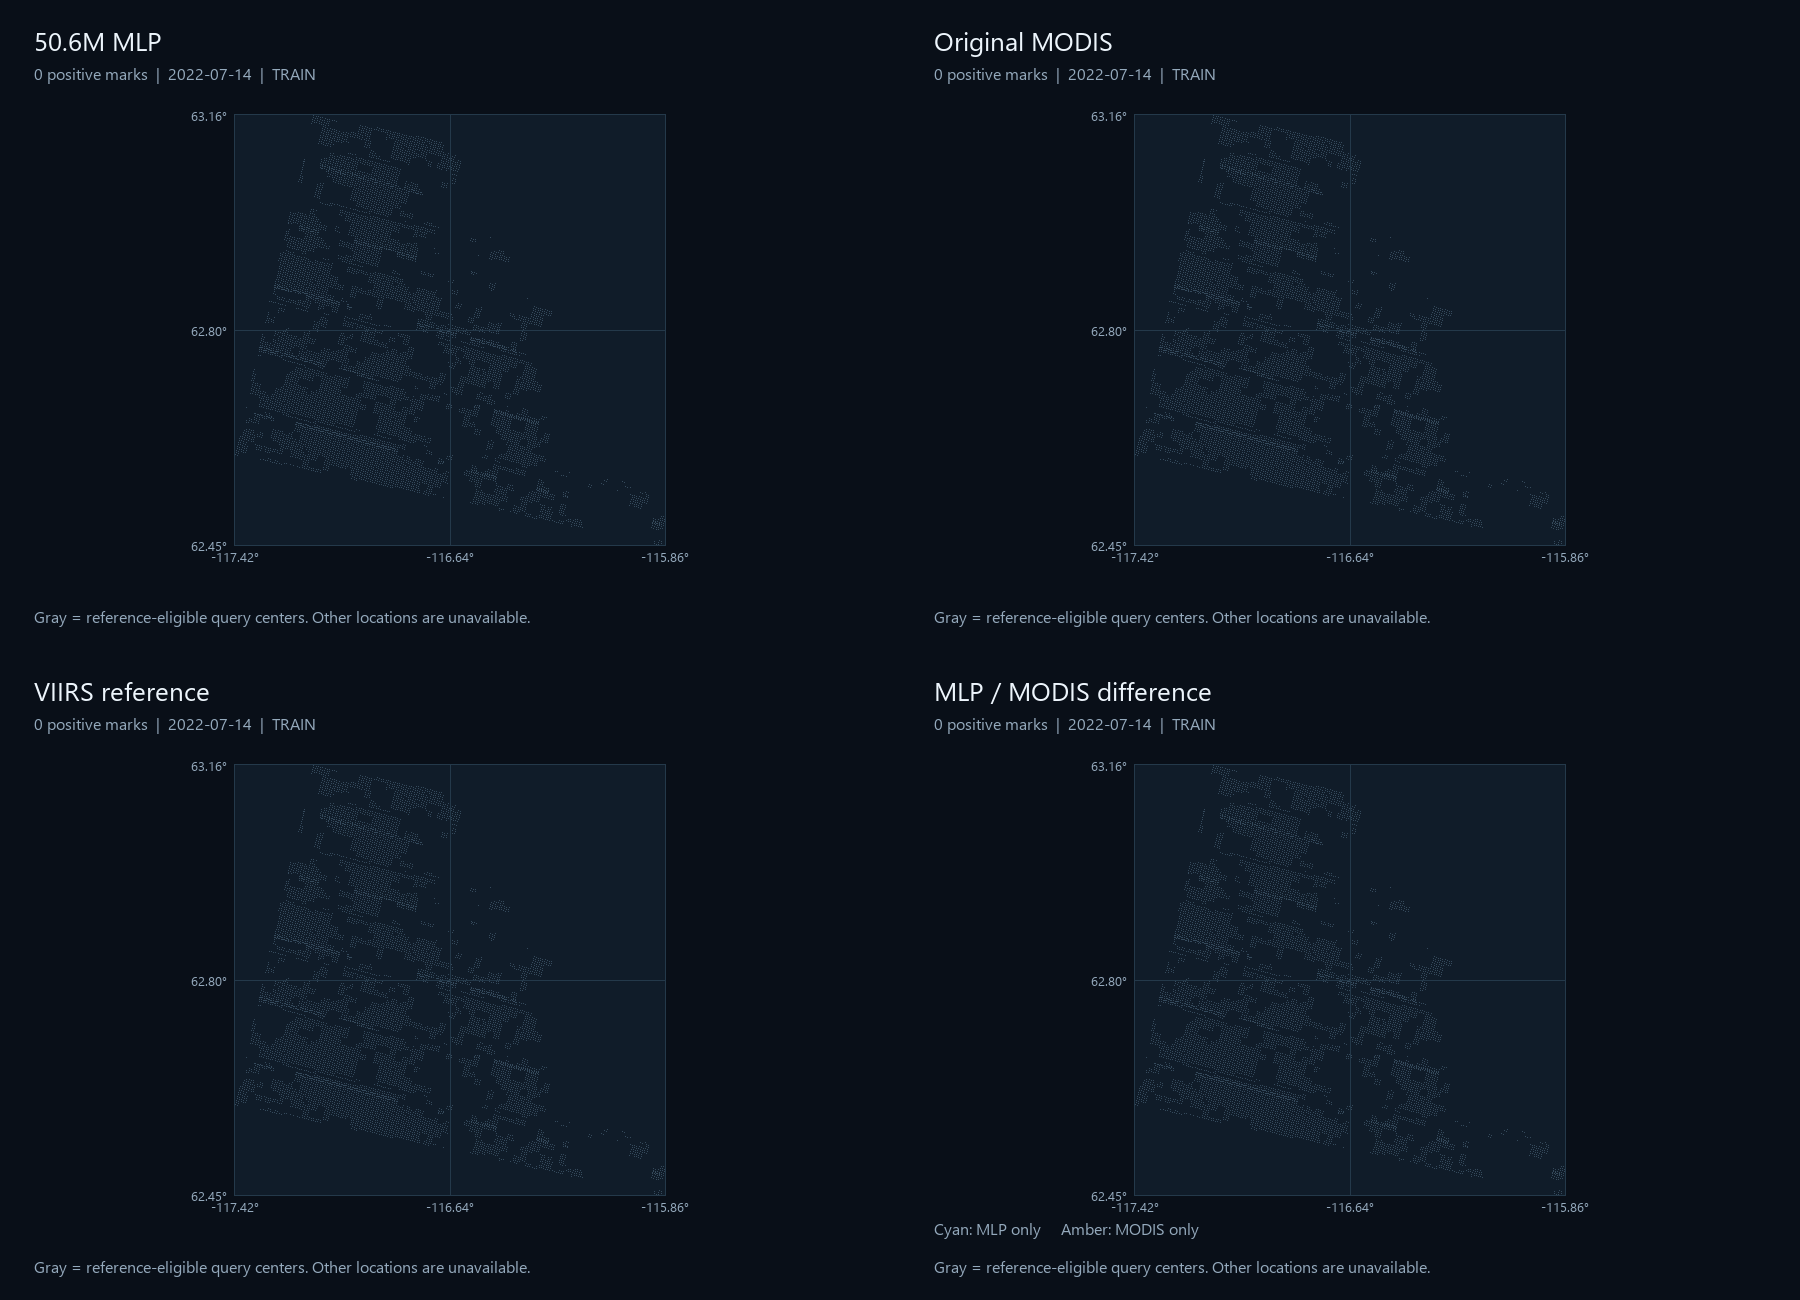 50.6M MLP
0 positive marks | 2022-07-14 | TRAIN
63.16°
62.80°
62.45°
-117.42°
-116.64°
-115.86°
Gray = reference-eligible query centers. Other locations are unavailable.
Original MODIS
0 positive marks | 2022-07-14 | TRAIN
63.16°
62.80°
62.45°
-117.42°
-116.64°
-115.86°
Gray = reference-eligible query centers. Other locations are unavailable.
VIIRS reference
0 positive marks | 2022-07-14 | TRAIN
63.16°
62.80°
62.45°
-117.42°
-116.64°
-115.86°
Gray = reference-eligible query centers. Other locations are unavailable.
MLP / MODIS difference
0 positive marks | 2022-07-14 | TRAIN
63.16°
62.80°
62.45°
-117.42°
-116.64°
-115.86°
Cyan: MLP only Amber: MODIS only
Gray = reference-eligible query centers. Other locations are unavailable.